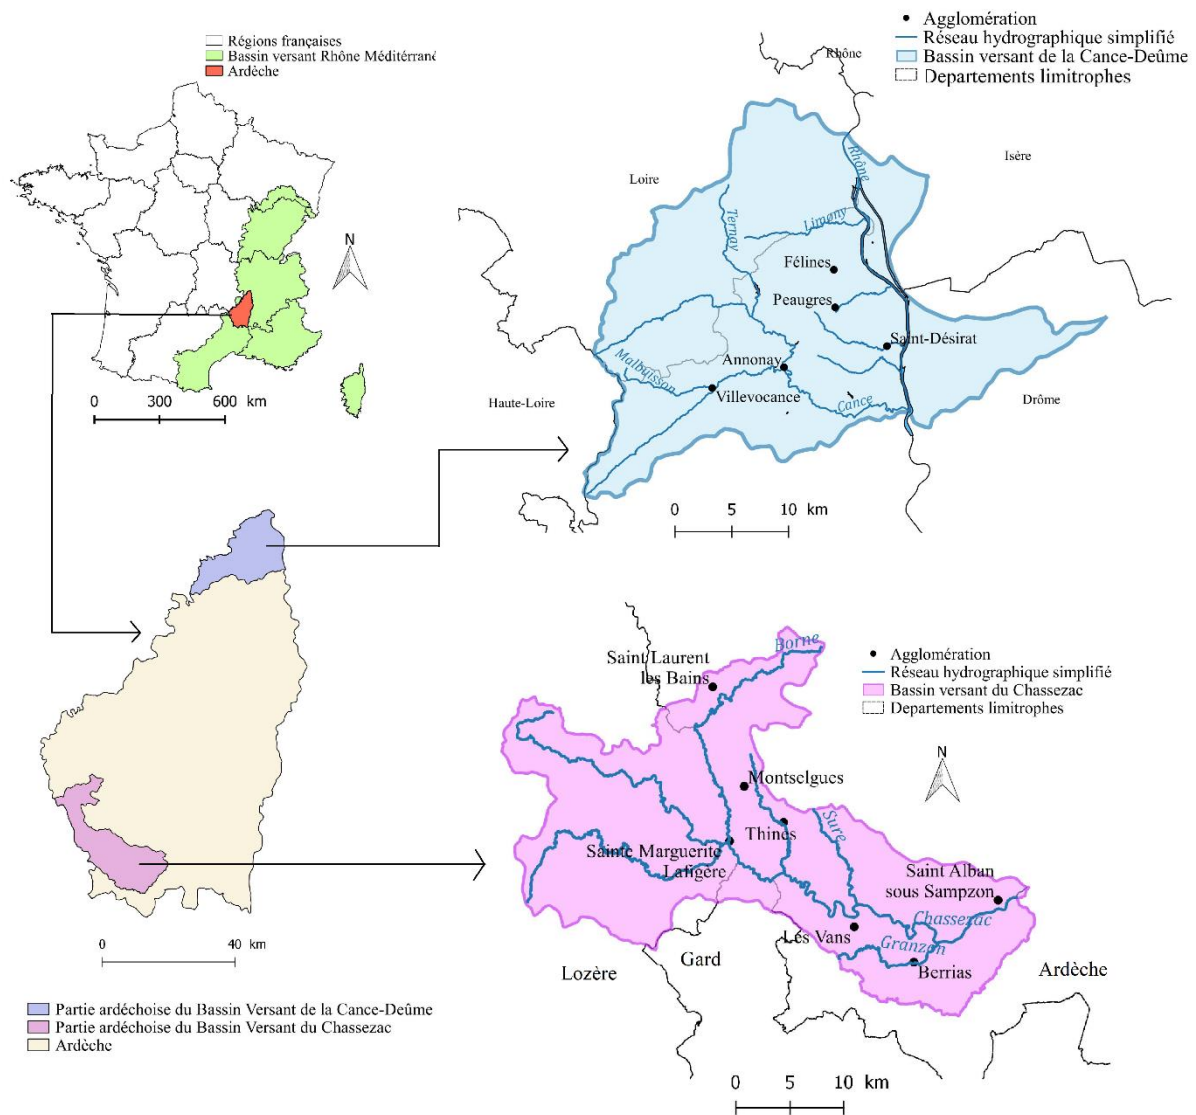 Régions françaises
Bassin versant Rhône Méditérrané
Ardèche
N
0 300 600 km
Agglomération
Réseau hydrographique simplifié
Bassin versant de la Cance-Deûme
Departements limitrophes
Rhône
Isère
Loire
Rhône
Ternay
Limony
Félines
Peaugres
Saint-Désirat
Annonay
Malbuisson
Villevocance
Cance
Haute-Loire
Drôme
0 5 10 km
0 40 km
Partie ardéchoise du Bassin Versant de la Cance-Deûme
Partie ardéchoise du Bassin Versant du Chassezac
Ardèche
Agglomération
Réseau hydrographique simplifié
Bassin versant du Chassezac
Departements limitrophes
N
Borne
Saint Laurent
les Bains
Montselgues
Thines
Sure
Sainte Marguerite
Lafigère
Saint Alban
sous Sampzon
Chassezac
Les Vans
Granzon
Berrias
Gard
Lozère
Ardèche
0 5 10 km